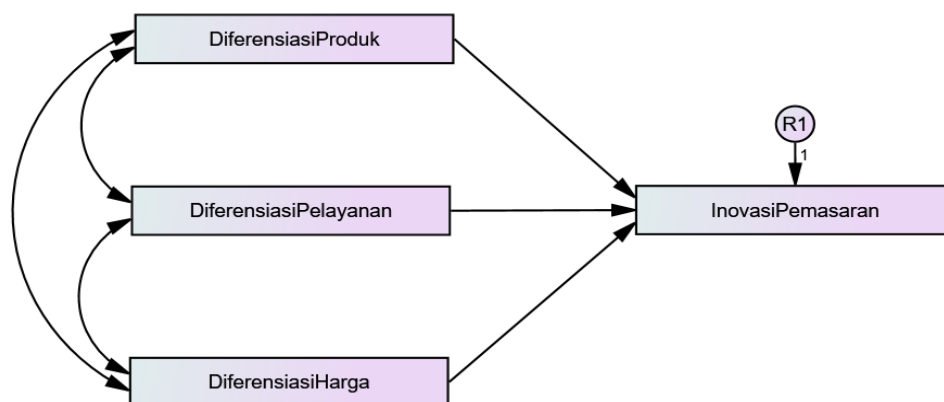 DiferensiasiProduk
R1
1
DiferensiasiPelayanan
InovasiPemasaran
DiferensiasiHarga